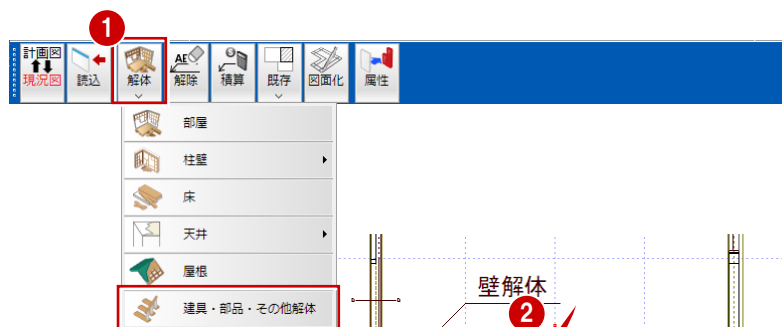 1
計画図
現況図
読込
解体
AE
解除
積算
既存
図面化
属性
部屋
柱壁
床
天井
屋根
建具・部品・その他解体
壁解体
2